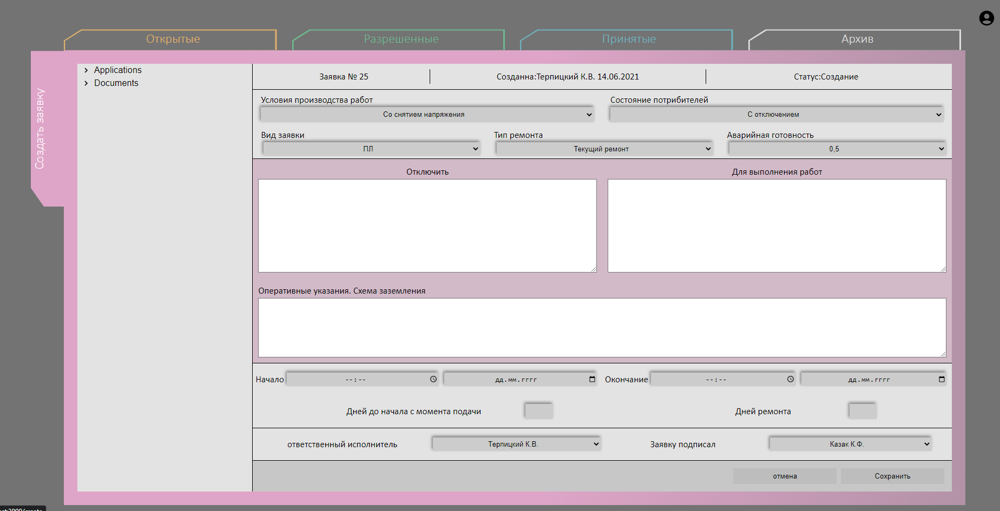 Открытые
Разрешенные
Принятые
Архив
Создать заявку
Applications
Documents
Заявка № 25
Созданна:Терпицкий К.В. 14.06.2021
Статус:Создание
Условия производства работ
Состояние потрибителей
Со снятием напряжения
С отключением
Вид заявки
Тип ремонта
Аварийная готовность
ПЛ
Текущий ремонт
0,5
Отключить
Для выполнения работ
Оперативные указания. Схема заземления
Начало
--:--
дд.мм.гггг
Окончание
--:--
дд.мм.гггг
Дней до начала с момента подачи
Дней ремонта
ответственный исполнитель
Терпицкий К.В.
Заявку подписал
Казак К.Ф.
отмена
Сохранить